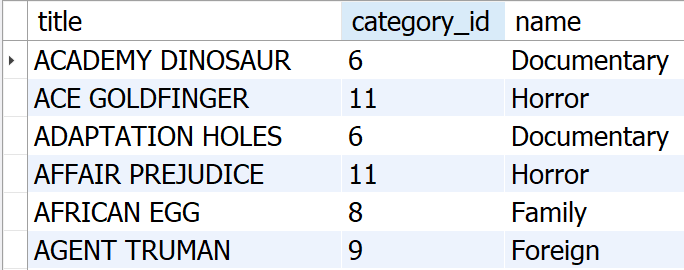 title category_id name
ACADEMY DINOSAUR 6 Documentary
ACE GOLDFINGER 11 Horror
ADAPTATION HOLES 6 Documentary
AFFAIR PREJUDICE 11 Horror
AFRICAN EGG 8 Family
AGENT TRUMAN 9 Foreign